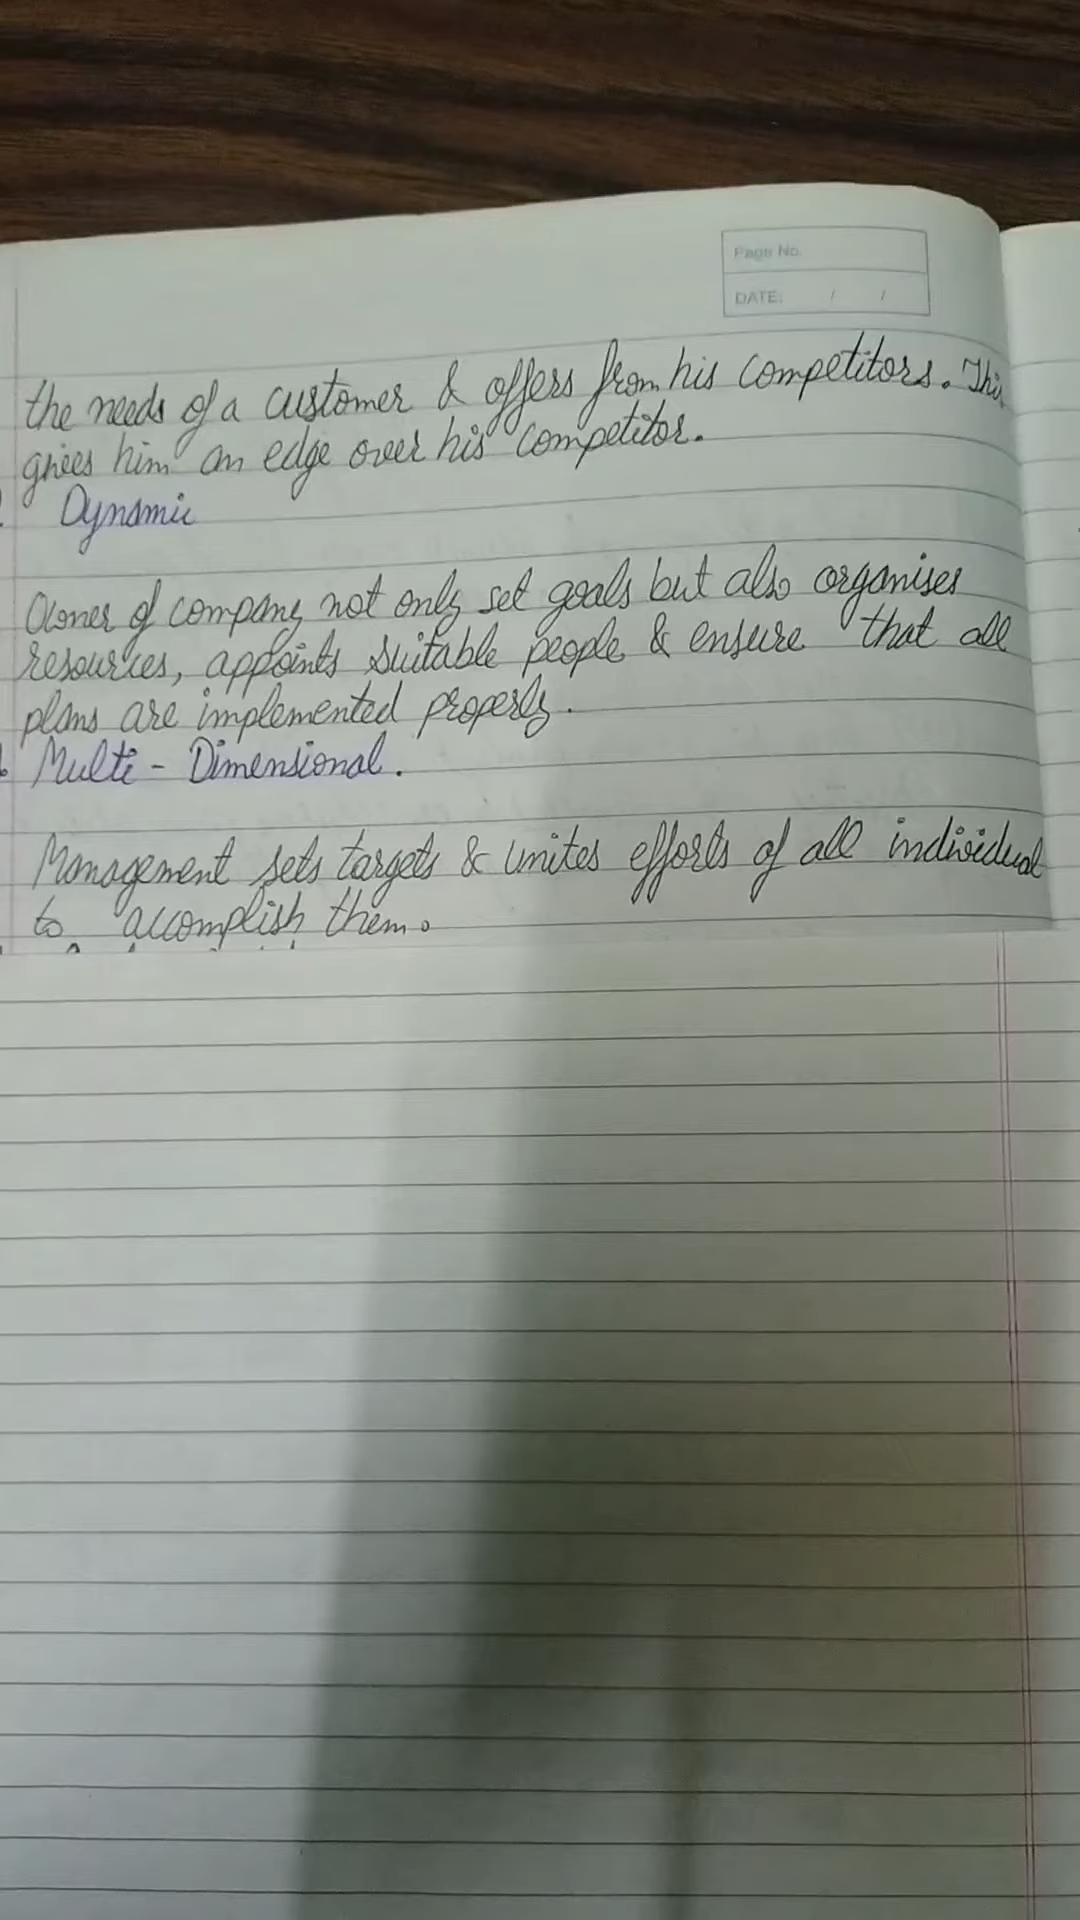 Page No.
DATE: / /
the needs of a customer & offers from his competitors. This
gives him an edge over his competitor.
Dynamic
Owner of company not only set goals but also organises
resources, appoints suitable people & ensure that all
plans are implemented properly.
Multi - Dimensional.
Management sets targets & unites efforts of all individual
to accomplish them.